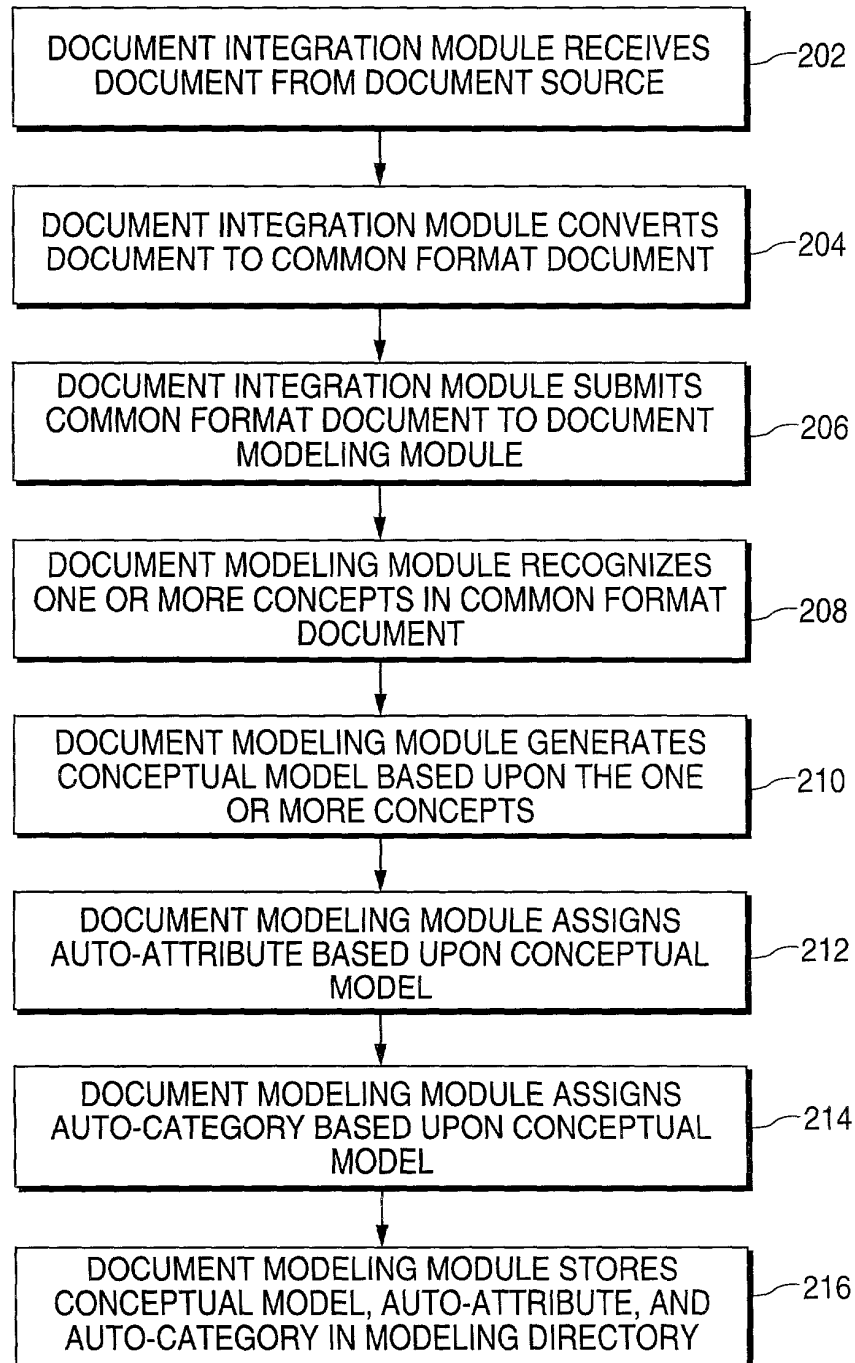 DOCUMENT INTEGRATION MODULE RECEIVES
DOCUMENT FROM DOCUMENT SOURCE
202
DOCUMENT INTEGRATION MODULE CONVERTS
DOCUMENT TO COMMON FORMAT DOCUMENT
204
DOCUMENT INTEGRATION MODULE SUBMITS
COMMON FORMAT DOCUMENT TO DOCUMENT
MODELING MODULE
206
DOCUMENT MODELING MODULE RECOGNIZES
ONE OR MORE CONCEPTS IN COMMON FORMAT
DOCUMENT
208
DOCUMENT MODELING MODULE GENERATES
CONCEPTUAL MODEL BASED UPON THE ONE
OR MORE CONCEPTS
210
DOCUMENT MODELING MODULE ASSIGNS
AUTO-ATTRIBUTE BASED UPON CONCEPTUAL
MODEL
212
DOCUMENT MODELING MODULE ASSIGNS
AUTO-CATEGORY BASED UPON CONCEPTUAL
MODEL
214
DOCUMENT MODELING MODULE STORES
CONCEPTUAL MODEL, AUTO-ATTRIBUTE, AND
AUTO-CATEGORY IN MODELING DIRECTORY
216